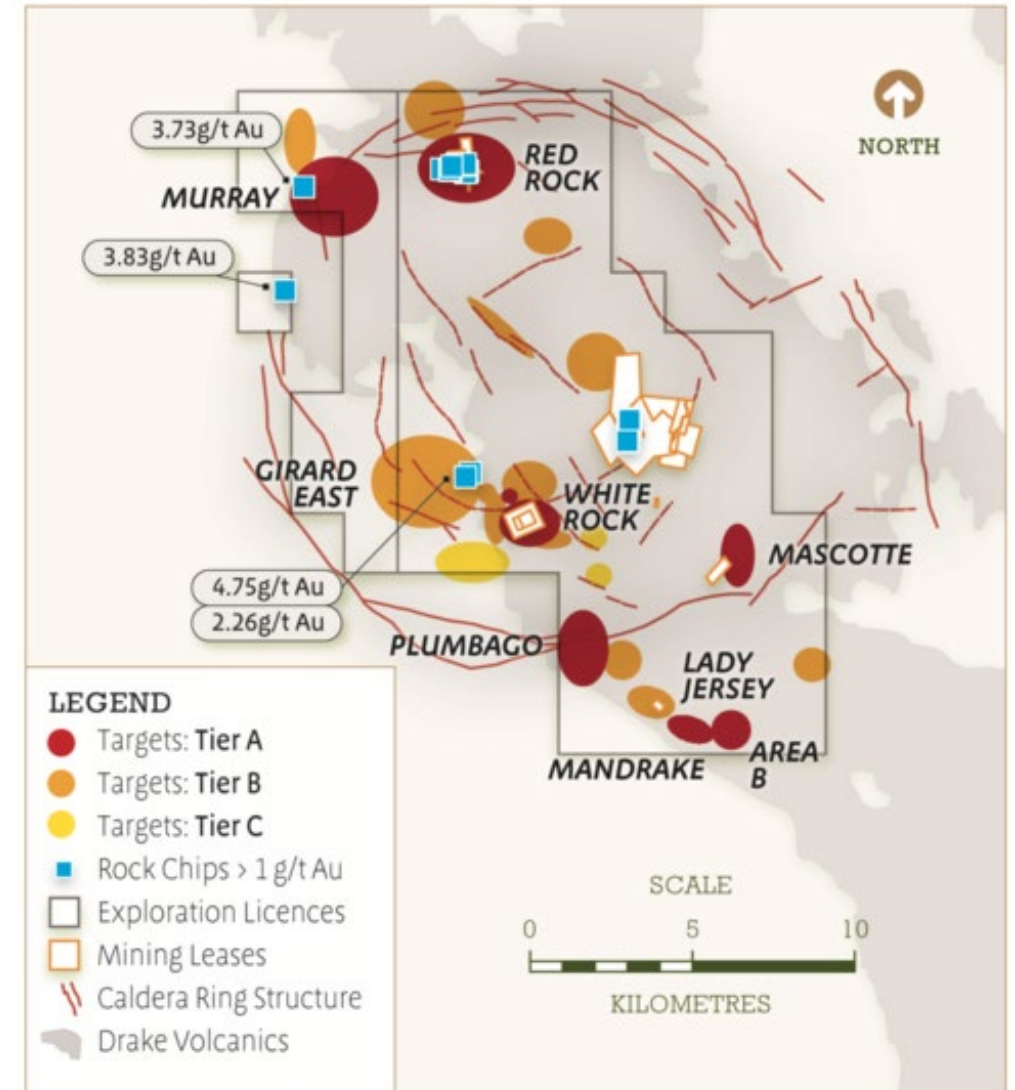 3.73g/t Au
NORTH
RED
ROCK
MURRAY
3.83g/t Au
GIRARD
EAST
WHITE
ROCK
MASCOTTE
4.75g/t Au
2.26g/t Au
PLUMBAGO
LADY
JERSEY
MANDRAKE
AREA
B
LEGEND
Targets: Tier A
Targets: Tier B
Targets: Tier C
Rock Chips > 1 g/t Au
Exploration Licences
Mining Leases
Caldera Ring Structure
Drake Volcanics
SCALE
0 5 10
KILOMETRES